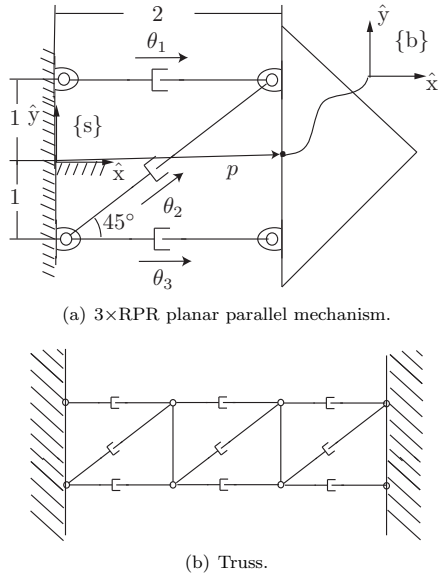 2
θ₁
ŷ
{b}
x̂
1
ŷ
{s}
x̂
p
θ₂
1
45°
θ₃
(a) 3×RPR planar parallel mechanism.
(b) Truss.